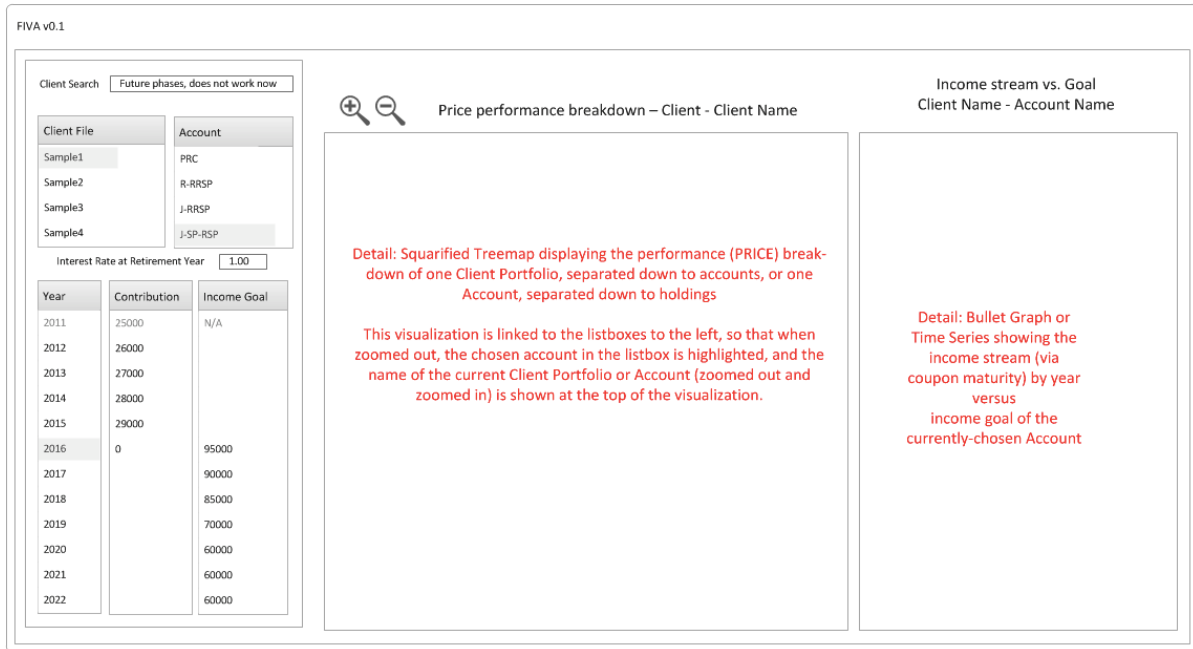 FIVA v0.1
Client Search
Future phases, does not work now
Client File
Sample1
Sample2
Sample3
Sample4
Account
PRC
R-RRSP
J-RRSP
J-SP-RSP
Interest Rate at Retirement Year 1.00
Year Contribution Income Goal
2011 25000 N/A
2012 26000
2013 27000
2014 28000
2015 29000
2016 0 95000
2017 90000
2018 85000
2019 70000
2020 60000
2021 60000
2022 60000
Price performance breakdown – Client - Client Name
Detail: Squarified Treemap displaying the performance (PRICE) break-
down of one Client Portfolio, separated down to accounts, or one
Account, separated down to holdings
This visualization is linked to the listboxes to the left, so that when
zoomed out, the chosen account in the listbox is highlighted, and the
name of the current Client Portfolio or Account (zoomed out and
zoomed in) is shown at the top of the visualization.
Income stream vs. Goal
Client Name - Account Name
Detail: Bullet Graph or
Time Series showing the
income stream (via
coupon maturity) by year
versus
income goal of the
currently-chosen Account